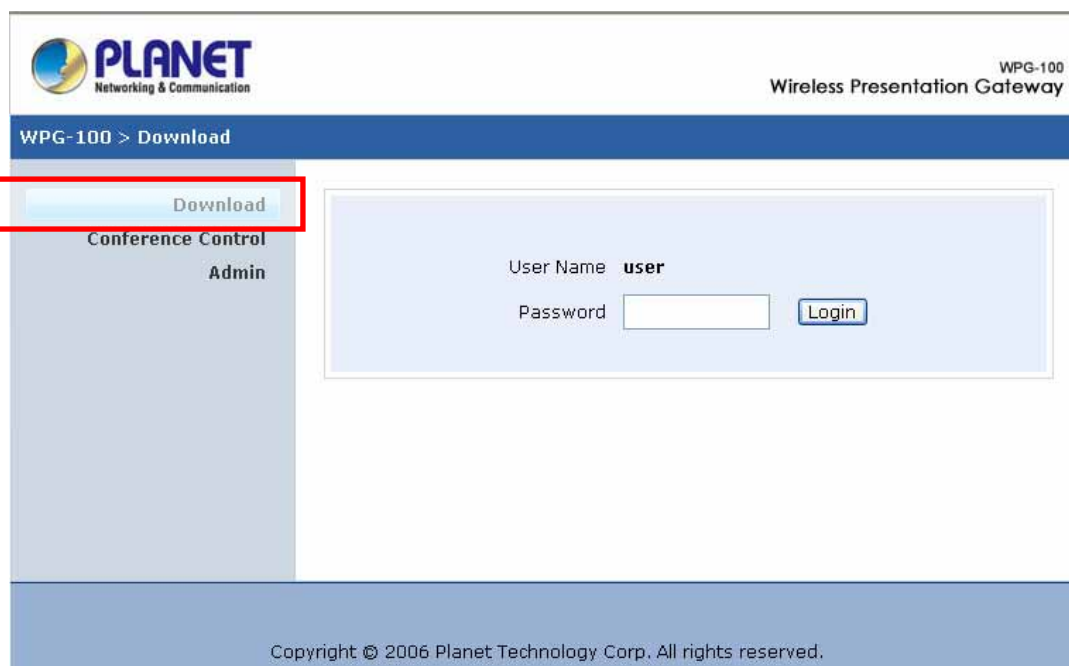 PLANET
Networking & Communication
WPG-100
Wireless Presentation Gateway
WPG-100 > Download
Download
Conference Control
Admin
User Name user
Password Login
Copyright © 2006 Planet Technology Corp. All rights reserved.